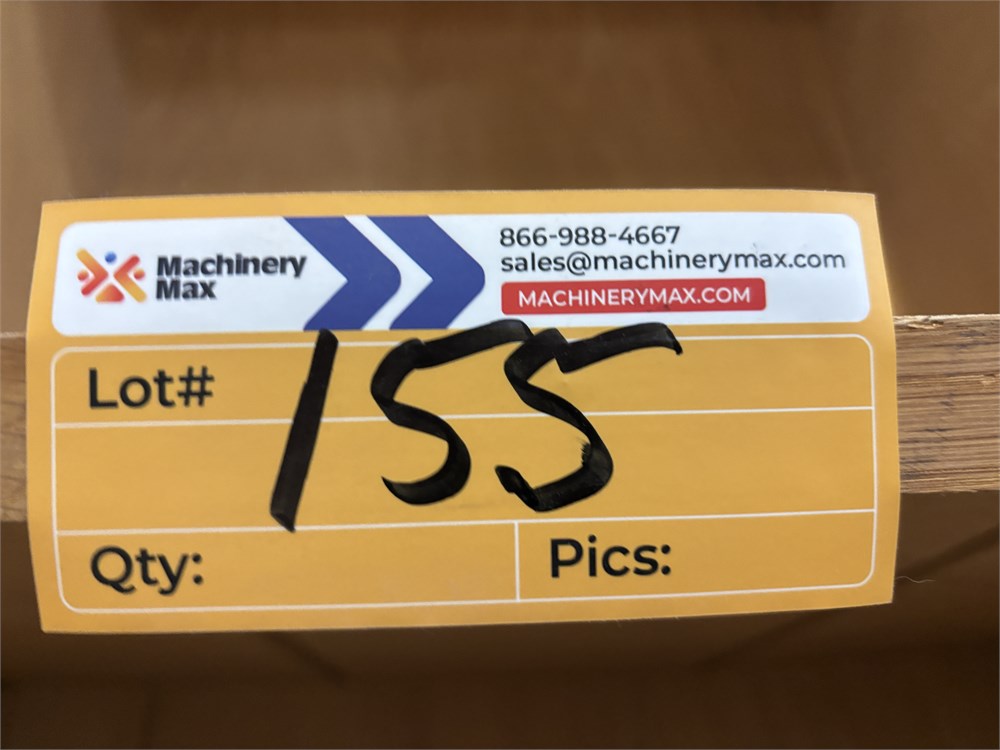 Machinery
Max
866-988-4667
sales@machinerymax.com
MACHINERYMAX.COM
Lot# 155
Qty:
Pics: